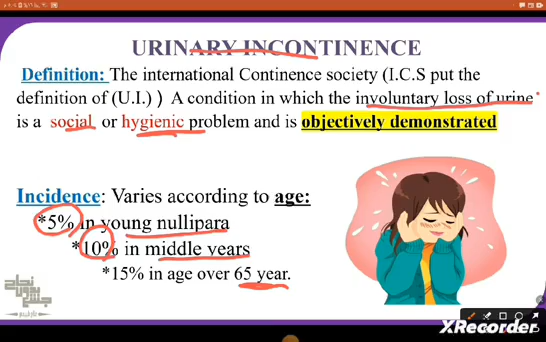 URINARY INCONTINENCE
Definition: The international Continence society (I.C.S put the
definition of (U.I.) ) A condition in which the involuntary loss of urine
is a social or hygienic problem and is objectively demonstrated
Incidence: Varies according to age:
*5% in young nullipara
*10% in middle years
*15% in age over 65 year.
XRecorder